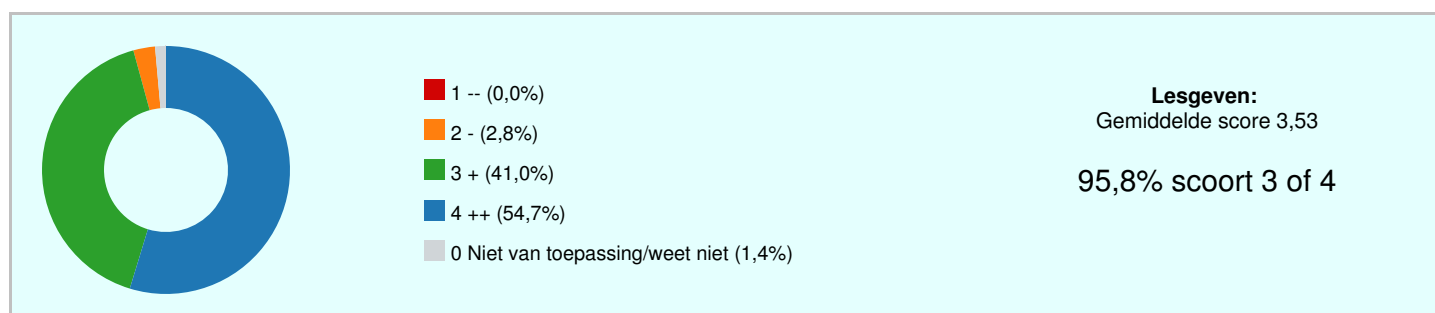 1 -- (0,0%)
2 - (2,8%)
3 + (41,0%)
4 ++ (54,7%)
0 Niet van toepassing/weet niet (1,4%)
Lesgeven:
Gemiddelde score 3,53
95,8% scoort 3 of 4